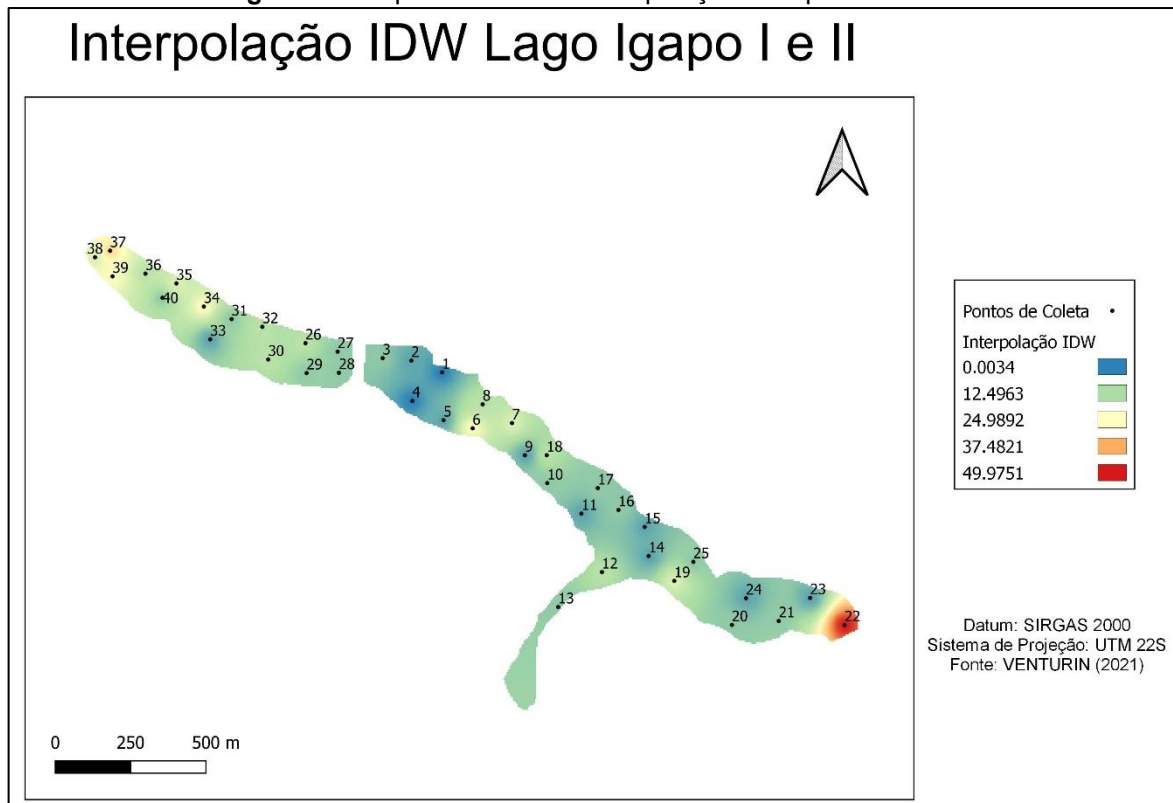 Interpolação IDW Lago Igapo I e II
38 37
39 36 35
40 34 31 32
33 26 27
30 29 28
3 2 1
4 5 6 8 7
9 18
10 17
11 16 15
12 14 25
13 19
24 23
20 21 22
Pontos de Coleta
Interpolação IDW
0.0034
12.4963
24.9892
37.4821
49.9751
Datum: SIRGAS 2000
Sistema de Projeção: UTM 22S
Fonte: VENTURIN (2021)
0 250 500 m